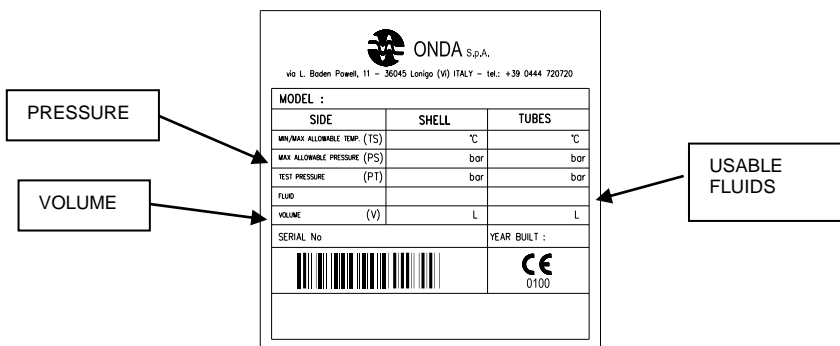 ONDA S.p.A.
via L. Baden Powell, 11 - 36045 Lonigo (VI) ITALY - tel.: +39 0444 720720
MODEL :
SIDE SHELL TUBES
MIN/MAX ALLOWABLE TEMP. (TS) °C °C
PRESSURE
MAX ALLOWABLE PRESSURE (PS) bar bar
TEST PRESSURE (PT) bar bar
USABLE
FLUIDS
FLUID
VOLUME
VOLUME (V) L L
SERIAL No YEAR BUILT :
CE
0100